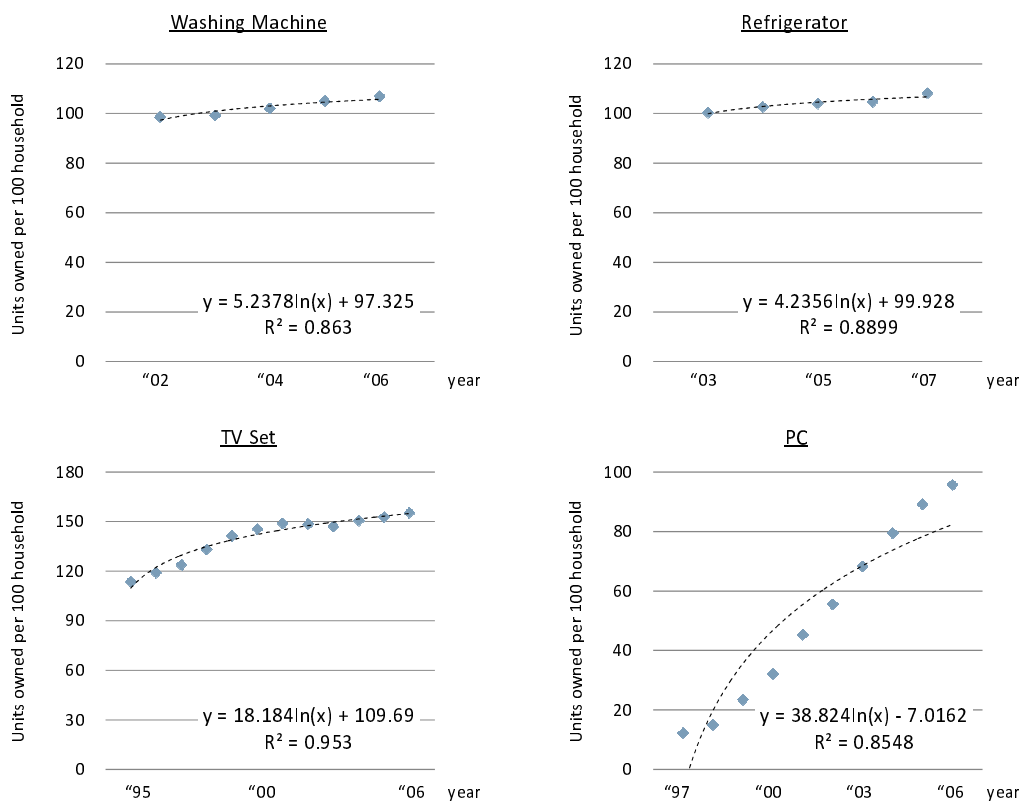 Washing Machine
Units owned per 100 household
120
100
80
60
40
20
0
y = 5.2378ln(x) + 97.325
R² = 0.863
“02 “04 “06 year
Refrigerator
Units owned per 100 household
120
100
80
60
40
20
0
y = 4.2356ln(x) + 99.928
R² = 0.8899
“03 “05 “07 year
TV Set
Units owned per 100 household
180
150
120
90
60
30
0
y = 18.184ln(x) + 109.69
R² = 0.953
“95 “00 “06 year
PC
Units owned per 100 household
100
80
60
40
20
0
y = 38.824ln(x) - 7.0162
R² = 0.8548
“97 “00 “03 “06 year